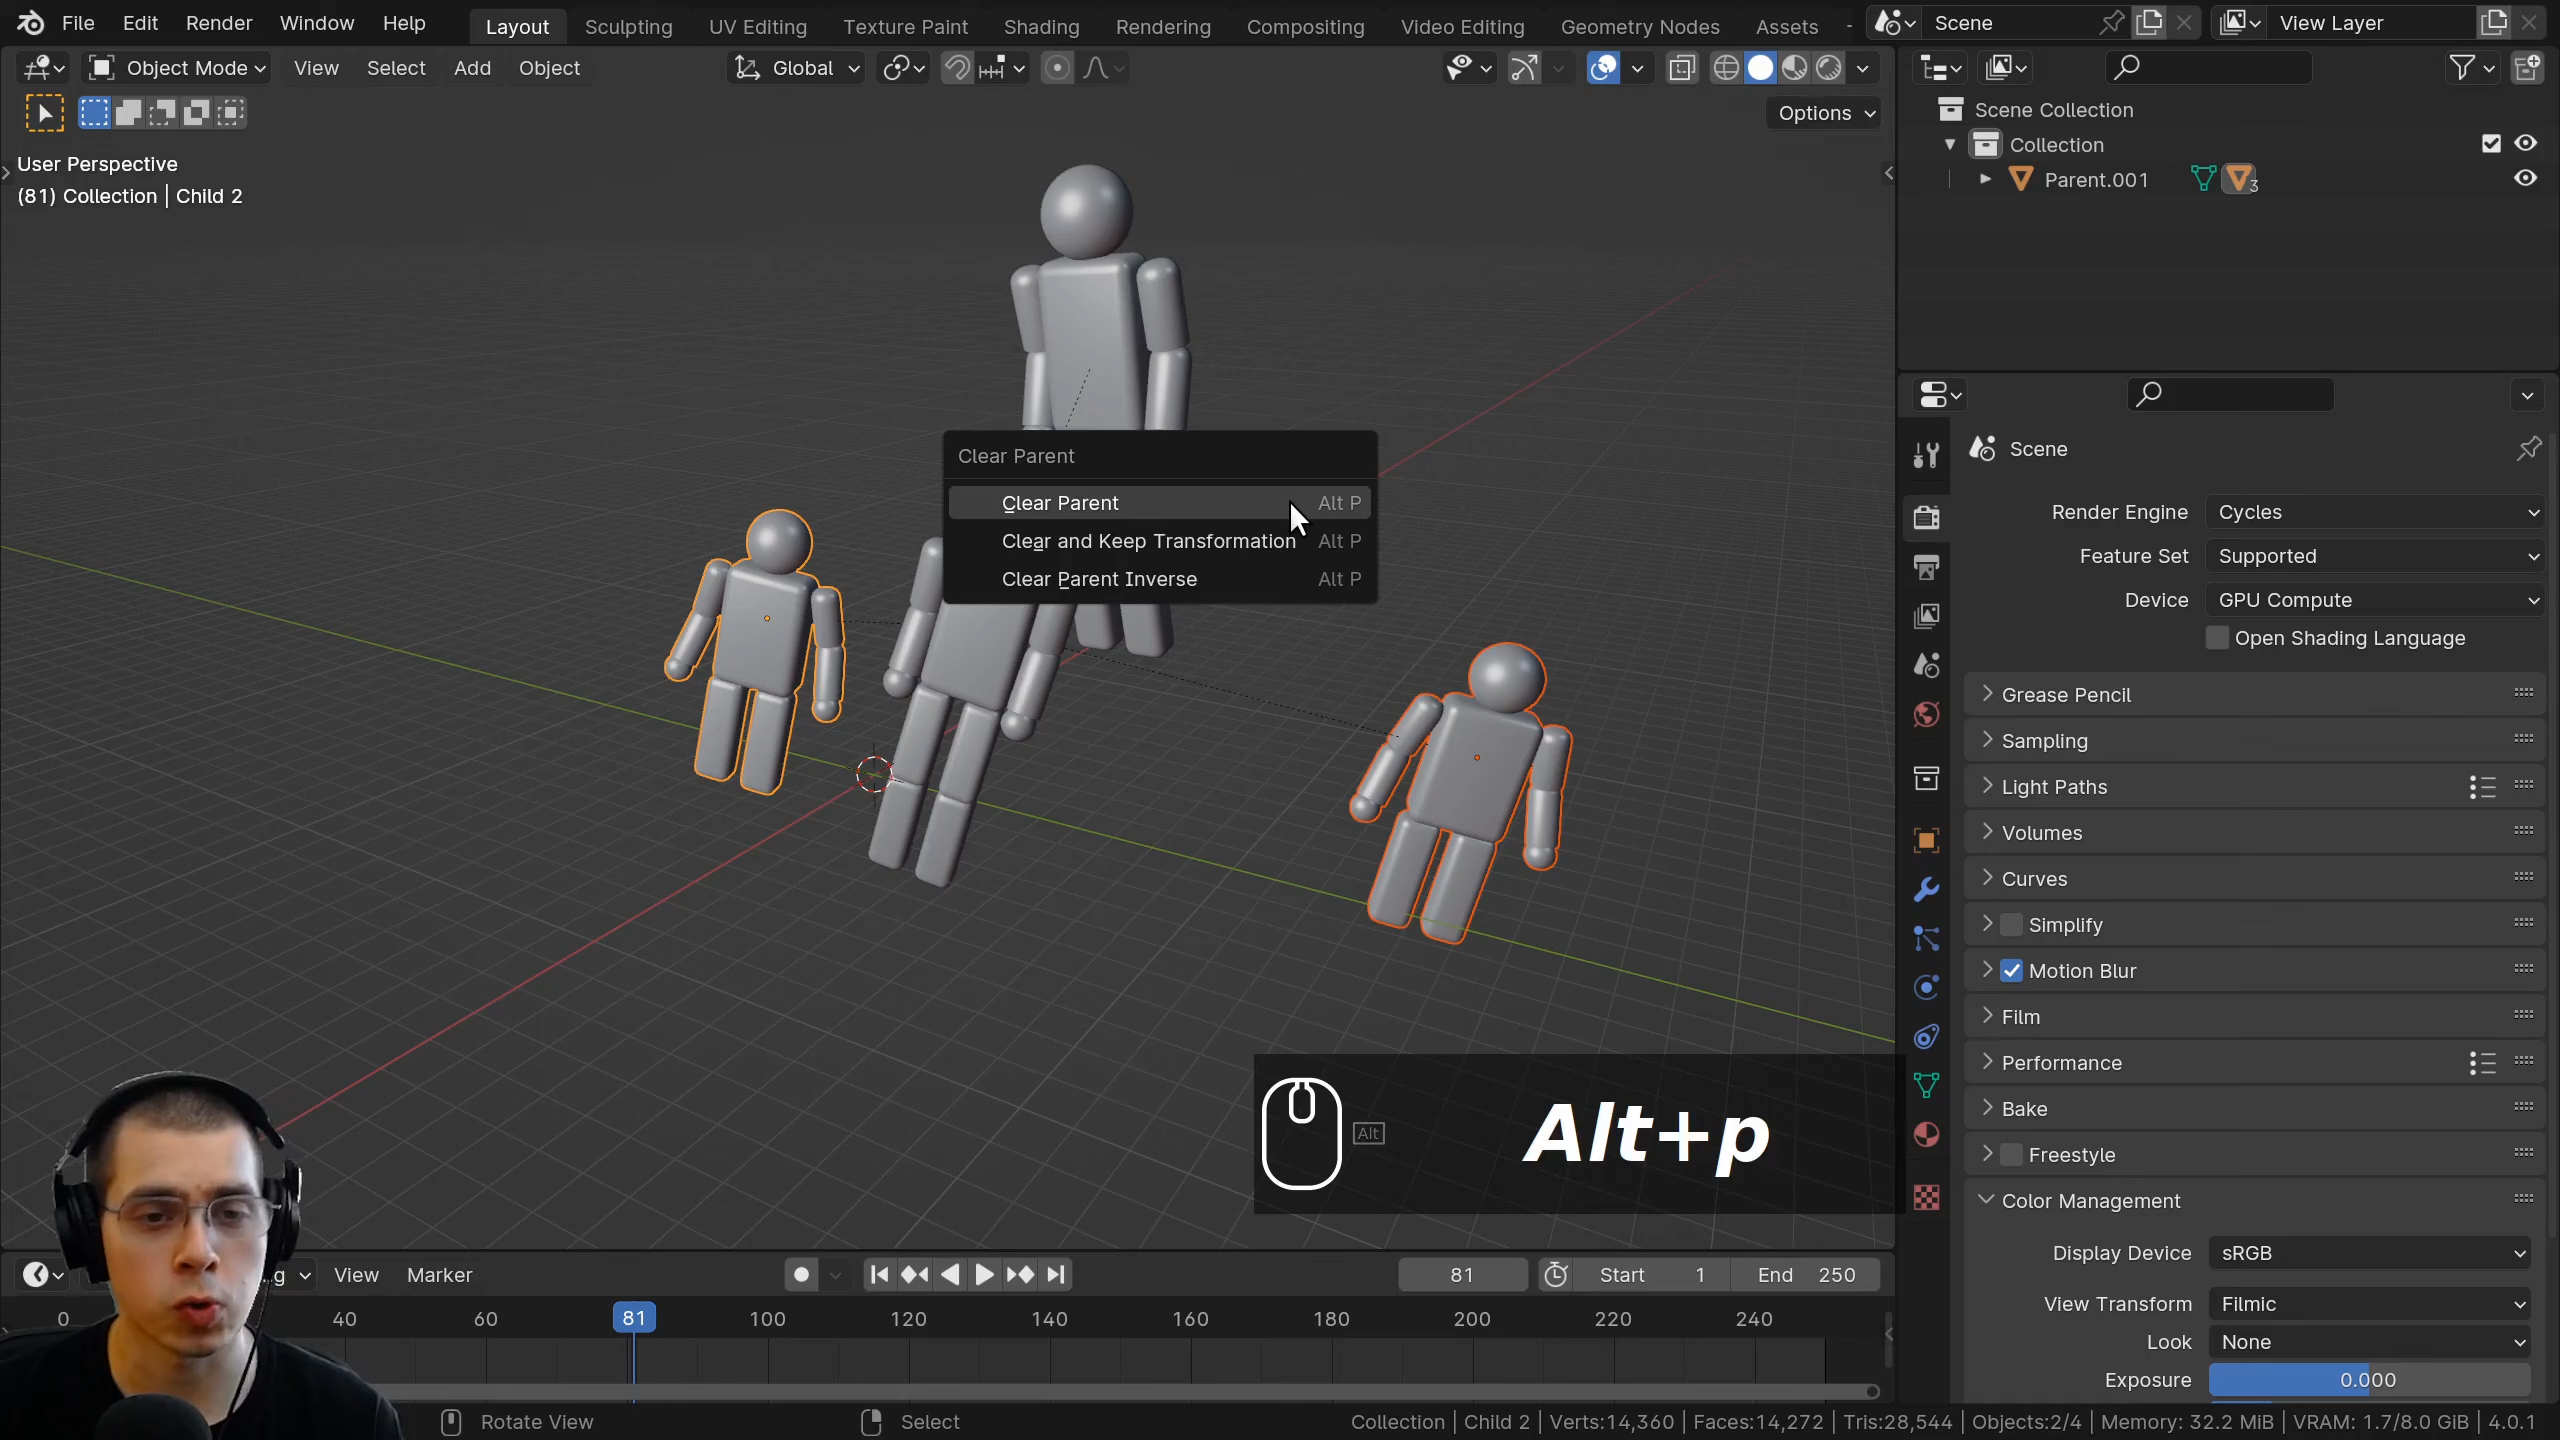 File Edit Render Window Help Layout Sculpting UV Editing Texture Paint Shading Rendering Compositing Video Editing Geometry Nodes Assets Scene View Layer
Object Mode View Select Add Object Global
Options
User Perspective
(81) Collection | Child 2
Scene Collection
Collection
Parent.001 3
Clear Parent
Clear Parent Alt P
Clear and Keep Transformation Alt P
Clear Parent Inverse Alt P
Scene
Render Engine Cycles
Feature Set Supported
Device GPU Compute
Open Shading Language
Grease Pencil
Sampling
Light Paths
Volumes
Curves
Simplify
Motion Blur
Film
Performance
Bake
Freestyle
Color Management
Display Device sRGB
View Transform Filmic
Look None
Exposure 0.000
Alt Alt+p
g View Marker 81 Start 1 End 250
0 40 60 81 100 120 140 160 180 200 220 240
Rotate View Select Collection | Child 2 | Verts:14,360 | Faces:14,272 | Tris:28,544 | Objects:2/4 | Memory: 32.2 MiB | VRAM: 1.7/8.0 GiB | 4.0.1